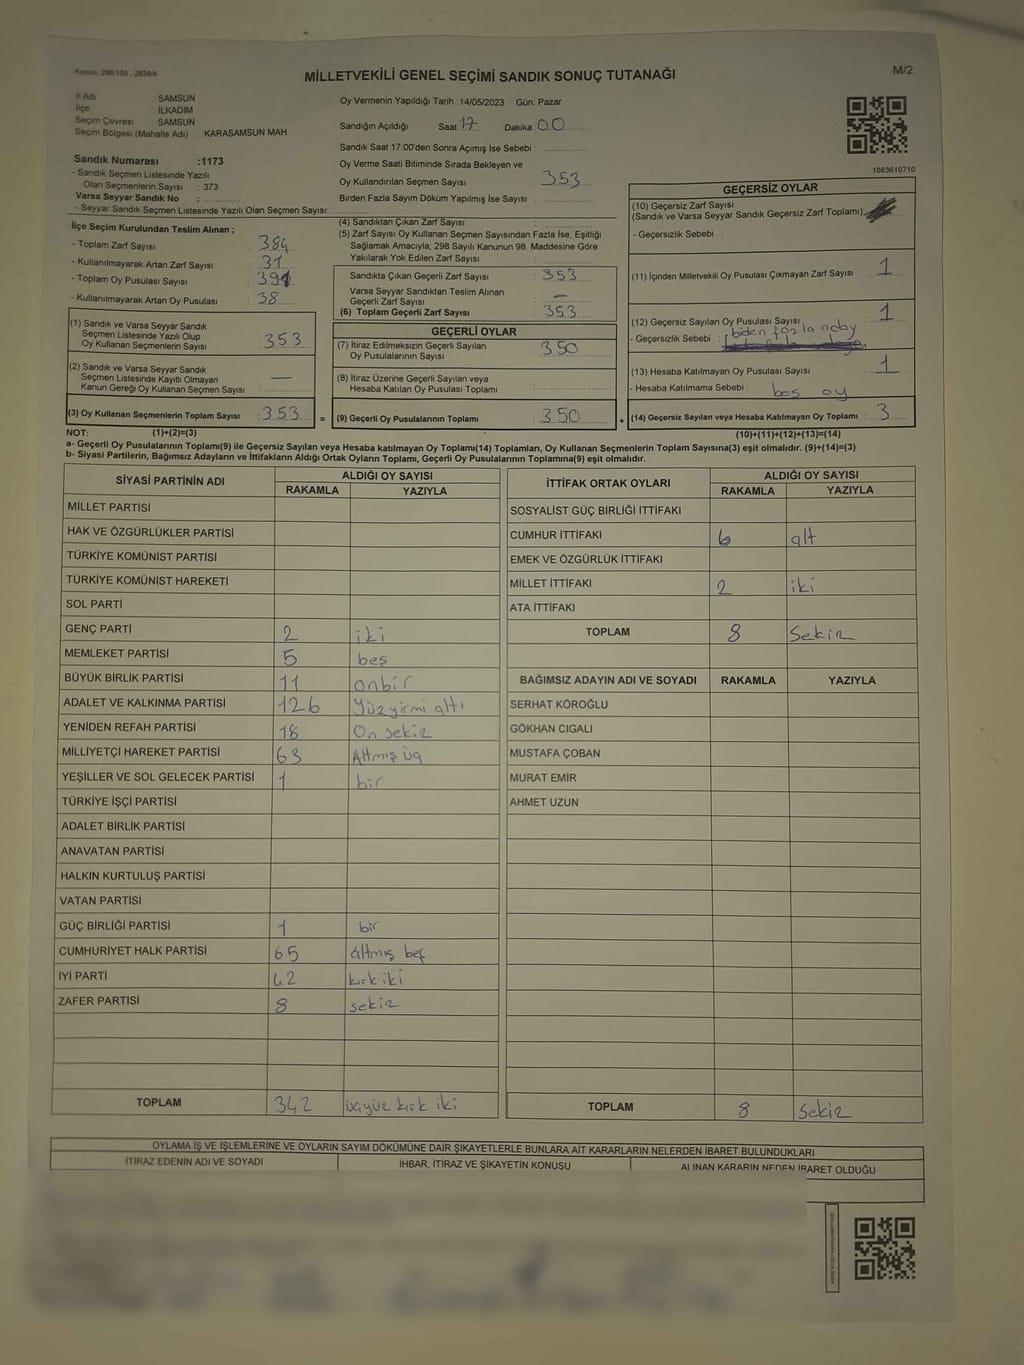 Kanun: 298/105 , 2839/4
MİLLETVEKİLİ GENEL SEÇİMİ SANDIK SONUÇ TUTANAĞI
M/2
İl Adı SAMSUN
İlçe : İLKADIM
Seçim Çevresi : SAMSUN
Seçim Bölgesi (Mahalle Adı) : KARASAMSUN MAH.
Oy Vermenin Yapıldığı Tarih :14/05/2023 Gün: Pazar
Sandığın Açıldığı Saat: 17 Dakika: 00
Sandık Saat 17:00'den Sonra Açılmış İse Sebebi :
Oy Verme Saati Bitiminde Sırada Bekleyen ve
Oy Kullandırılan Seçmen Sayısı : 353
Birden Fazla Sayım Döküm Yapılmış İse Sayısı :
1083610710
Sandık Numarası :1173
- Sandık Seçmen Listesinde Yazılı
Olan Seçmenlerin Sayısı : 373
Varsa Seyyar Sandık No :
- Seyyar Sandık Seçmen Listesinde Yazılı Olan Seçmen Sayısı:
İlçe Seçim Kurulundan Teslim Alınan ;
- Toplam Zarf Sayısı : 384
- Kullanılmayarak Artan Zarf Sayısı : 31
- Toplam Oy Pusulası Sayısı : 391
- Kullanılmayarak Artan Oy Pusulası : 38
(1) Sandık ve Varsa Seyyar Sandık
Seçmen Listesinde Yazılı Olup
Oy Kullanan Seçmenlerin Sayısı : 353
(2) Sandık ve Varsa Seyyar Sandık
Seçmen Listesinde Kayıtlı Olmayan
Kanun Gereği Oy Kullanan Seçmen Sayısı : —
(3) Oy Kullanan Seçmenlerin Toplam Sayısı : 353
(4) Sandıktan Çıkan Zarf Sayısı :
(5) Zarf Sayısı Oy Kullanan Seçmen Sayısından Fazla İse, Eşitliği
Sağlamak Amacıyla; 298 Sayılı Kanunun 98. Maddesine Göre
Yakılarak Yok Edilen Zarf Sayısı :
Sandıkta Çıkan Geçerli Zarf Sayısı : 353
Varsa Seyyar Sandıktan Teslim Alınan
Geçerli Zarf Sayısı : —
(6) Toplam Geçerli Zarf Sayısı : 353
GEÇERLİ OYLAR
(7) İtiraz Edilmeksizin Geçerli Sayılan
Oy Pusulalarının Sayısı : 350
(8) İtiraz Üzerine Geçerli Sayılan veya
Hesaba Katılan Oy Pusulası Toplamı :
= (9) Geçerli Oy Pusulalarının Toplamı : 350 +
GEÇERSİZ OYLAR
(10) Geçersiz Zarf Sayısı
(Sandık ve Varsa Seyyar Sandık Geçersiz Zarf Toplamı)
- Geçersizlik Sebebi :
(11) İçinden Milletvekili Oy Pusulası Çıkmayan Zarf Sayısı : 1
(12) Geçersiz Sayılan Oy Pusulası Sayısı : 1
- Geçersizlik Sebebi : biden fazla aday
(13) Hesaba Katılmayan Oy Pusulası Sayısı : 1
- Hesaba Katılmama Sebebi : boş oy
(14) Geçersiz Sayılan veya Hesaba Katılmayan Oy Toplamı : 3
NOT: (1)+(2)=(3)
(10)+(11)+(12)+(13)=(14)
a- Geçerli Oy Pusulalarının Toplamı(9) ile Geçersiz Sayılan veya Hesaba katılmayan Oy Toplamı(14) Toplamları, Oy Kullanan Seçmenlerin Toplam Sayısına(3) eşit olmalıdır. (9)+(14)=(3)
b- Siyasi Partilerin, Bağımsız Adayların ve İttifakların Aldığı Ortak Oyların Toplamı, Geçerli Oy Pusulalarının Toplamına(9) eşit olmalıdır.
SİYASİ PARTİNİN ADI
ALDIĞI OY SAYISI
RAKAMLA YAZIYLA
MİLLET PARTİSİ
HAK VE ÖZGÜRLÜKLER PARTİSİ
TÜRKİYE KOMÜNİST PARTİSİ
TÜRKİYE KOMÜNİST HAREKETİ
SOL PARTİ
GENÇ PARTİ 2 iki
MEMLEKET PARTİSİ 5 beş
BÜYÜK BİRLİK PARTİSİ 11 onbir
ADALET VE KALKINMA PARTİSİ 126 Yüzyirmi altı
YENİDEN REFAH PARTİSİ 18 On sekiz
MİLLİYETÇİ HAREKET PARTİSİ 63 Altmış üç
YEŞİLLER VE SOL GELECEK PARTİSİ 1 bir
TÜRKİYE İŞÇİ PARTİSİ
ADALET BİRLİK PARTİSİ
ANAVATAN PARTİSİ
HALKIN KURTULUŞ PARTİSİ
VATAN PARTİSİ
GÜÇ BİRLİĞİ PARTİSİ 1 bir
CUMHURİYET HALK PARTİSİ 65 altmış beş
İYİ PARTİ 42 kırk iki
ZAFER PARTİSİ 8 sekiz
TOPLAM 342 üçyüz kırk iki
İTTİFAK ORTAK OYLARI
ALDIĞI OY SAYISI
RAKAMLA YAZIYLA
SOSYALİST GÜÇ BİRLİĞİ İTTİFAKI
CUMHUR İTTİFAKI 6 altı
EMEK VE ÖZGÜRLÜK İTTİFAKI
MİLLET İTTİFAKI 2 iki
ATA İTTİFAKI
TOPLAM 8 Sekiz
BAĞIMSIZ ADAYIN ADI VE SOYADI RAKAMLA YAZIYLA
SERHAT KÖROĞLU
GÖKHAN CIGALI
MUSTAFA ÇOBAN
MURAT EMİR
AHMET UZUN
TOPLAM 8 Sekiz
OYLAMA İŞ VE İŞLEMLERİNE VE OYLARIN SAYIM DÖKÜMÜNE DAİR ŞİKAYETLERLE BUNLARA AİT KARARLARIN NELERDEN İBARET BULUNDUKLARI
İTİRAZ EDENİN ADI VE SOYADI
İHBAR, İTİRAZ VE ŞİKAYETİN KONUSU
ALINAN KARARIN NEDEN İBARET OLDUĞU